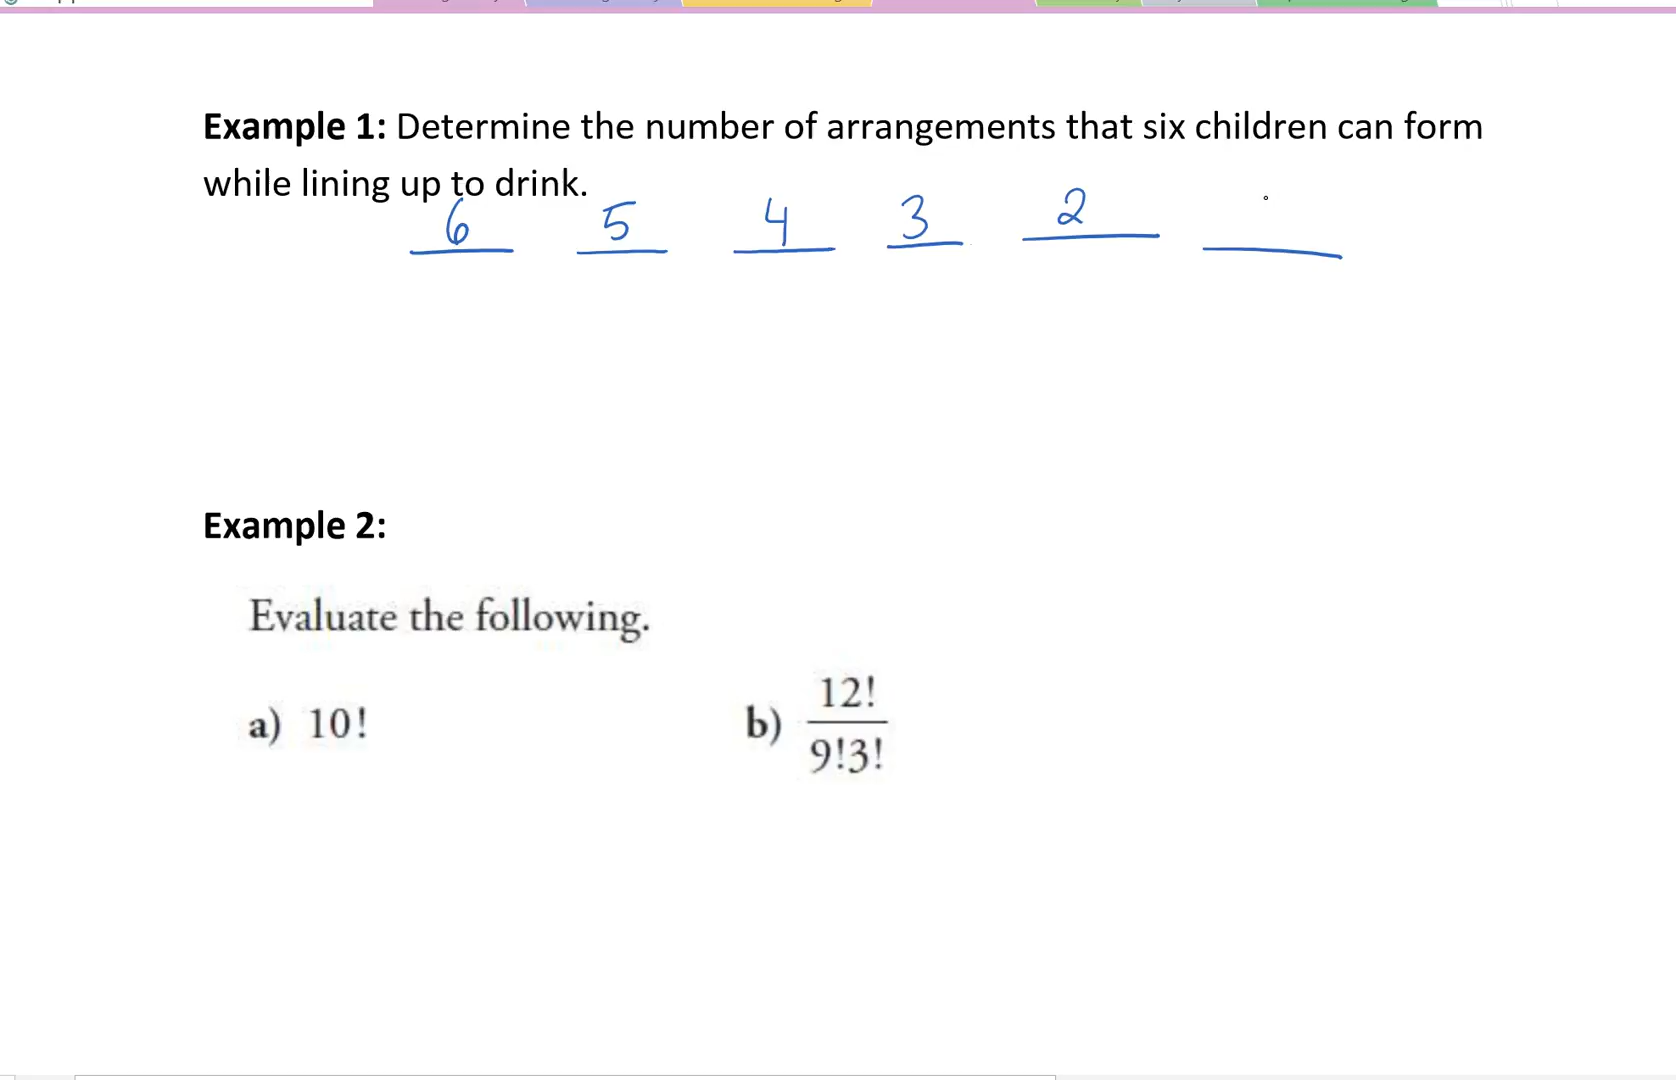 Example 1: Determine the number of arrangements that six children can form
while lining up to drink.
6 5 4 3 2
Example 2:
Evaluate the following.
a) 10!
b) 12!
9!3!